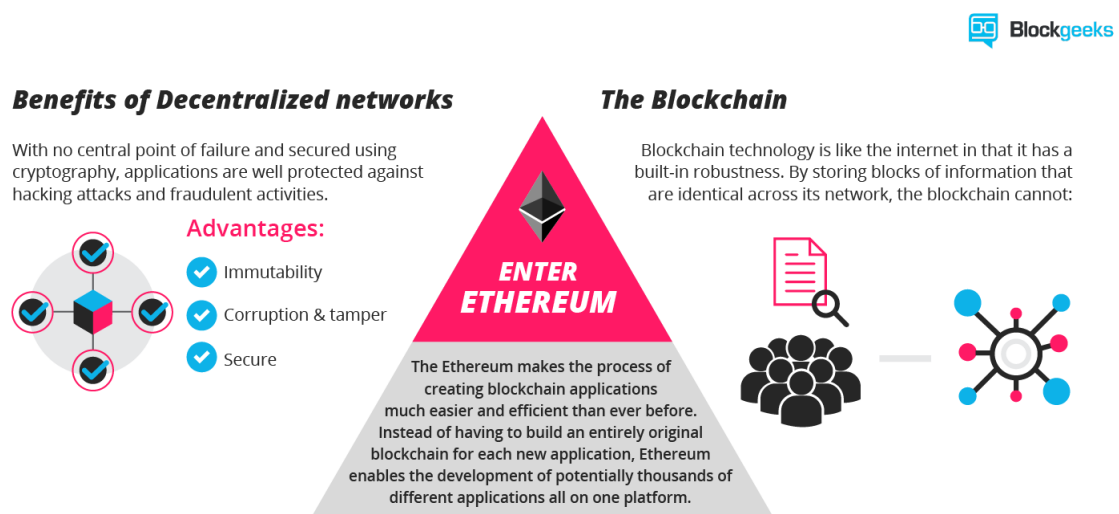 Blockgeeks
Benefits of Decentralized networks
With no central point of failure and secured using
cryptography, applications are well protected against
hacking attacks and fraudulent activities.
Advantages:
Immutability
Corruption & tamper
Secure
ENTER
ETHEREUM
The Ethereum makes the process of
creating blockchain applications
much easier and efficient than ever before.
Instead of having to build an entirely original
blockchain for each new application, Ethereum
enables the development of potentially thousands of
different applications all on one platform.
The Blockchain
Blockchain technology is like the internet in that it has a
built-in robustness. By storing blocks of information that
are identical across its network, the blockchain cannot: